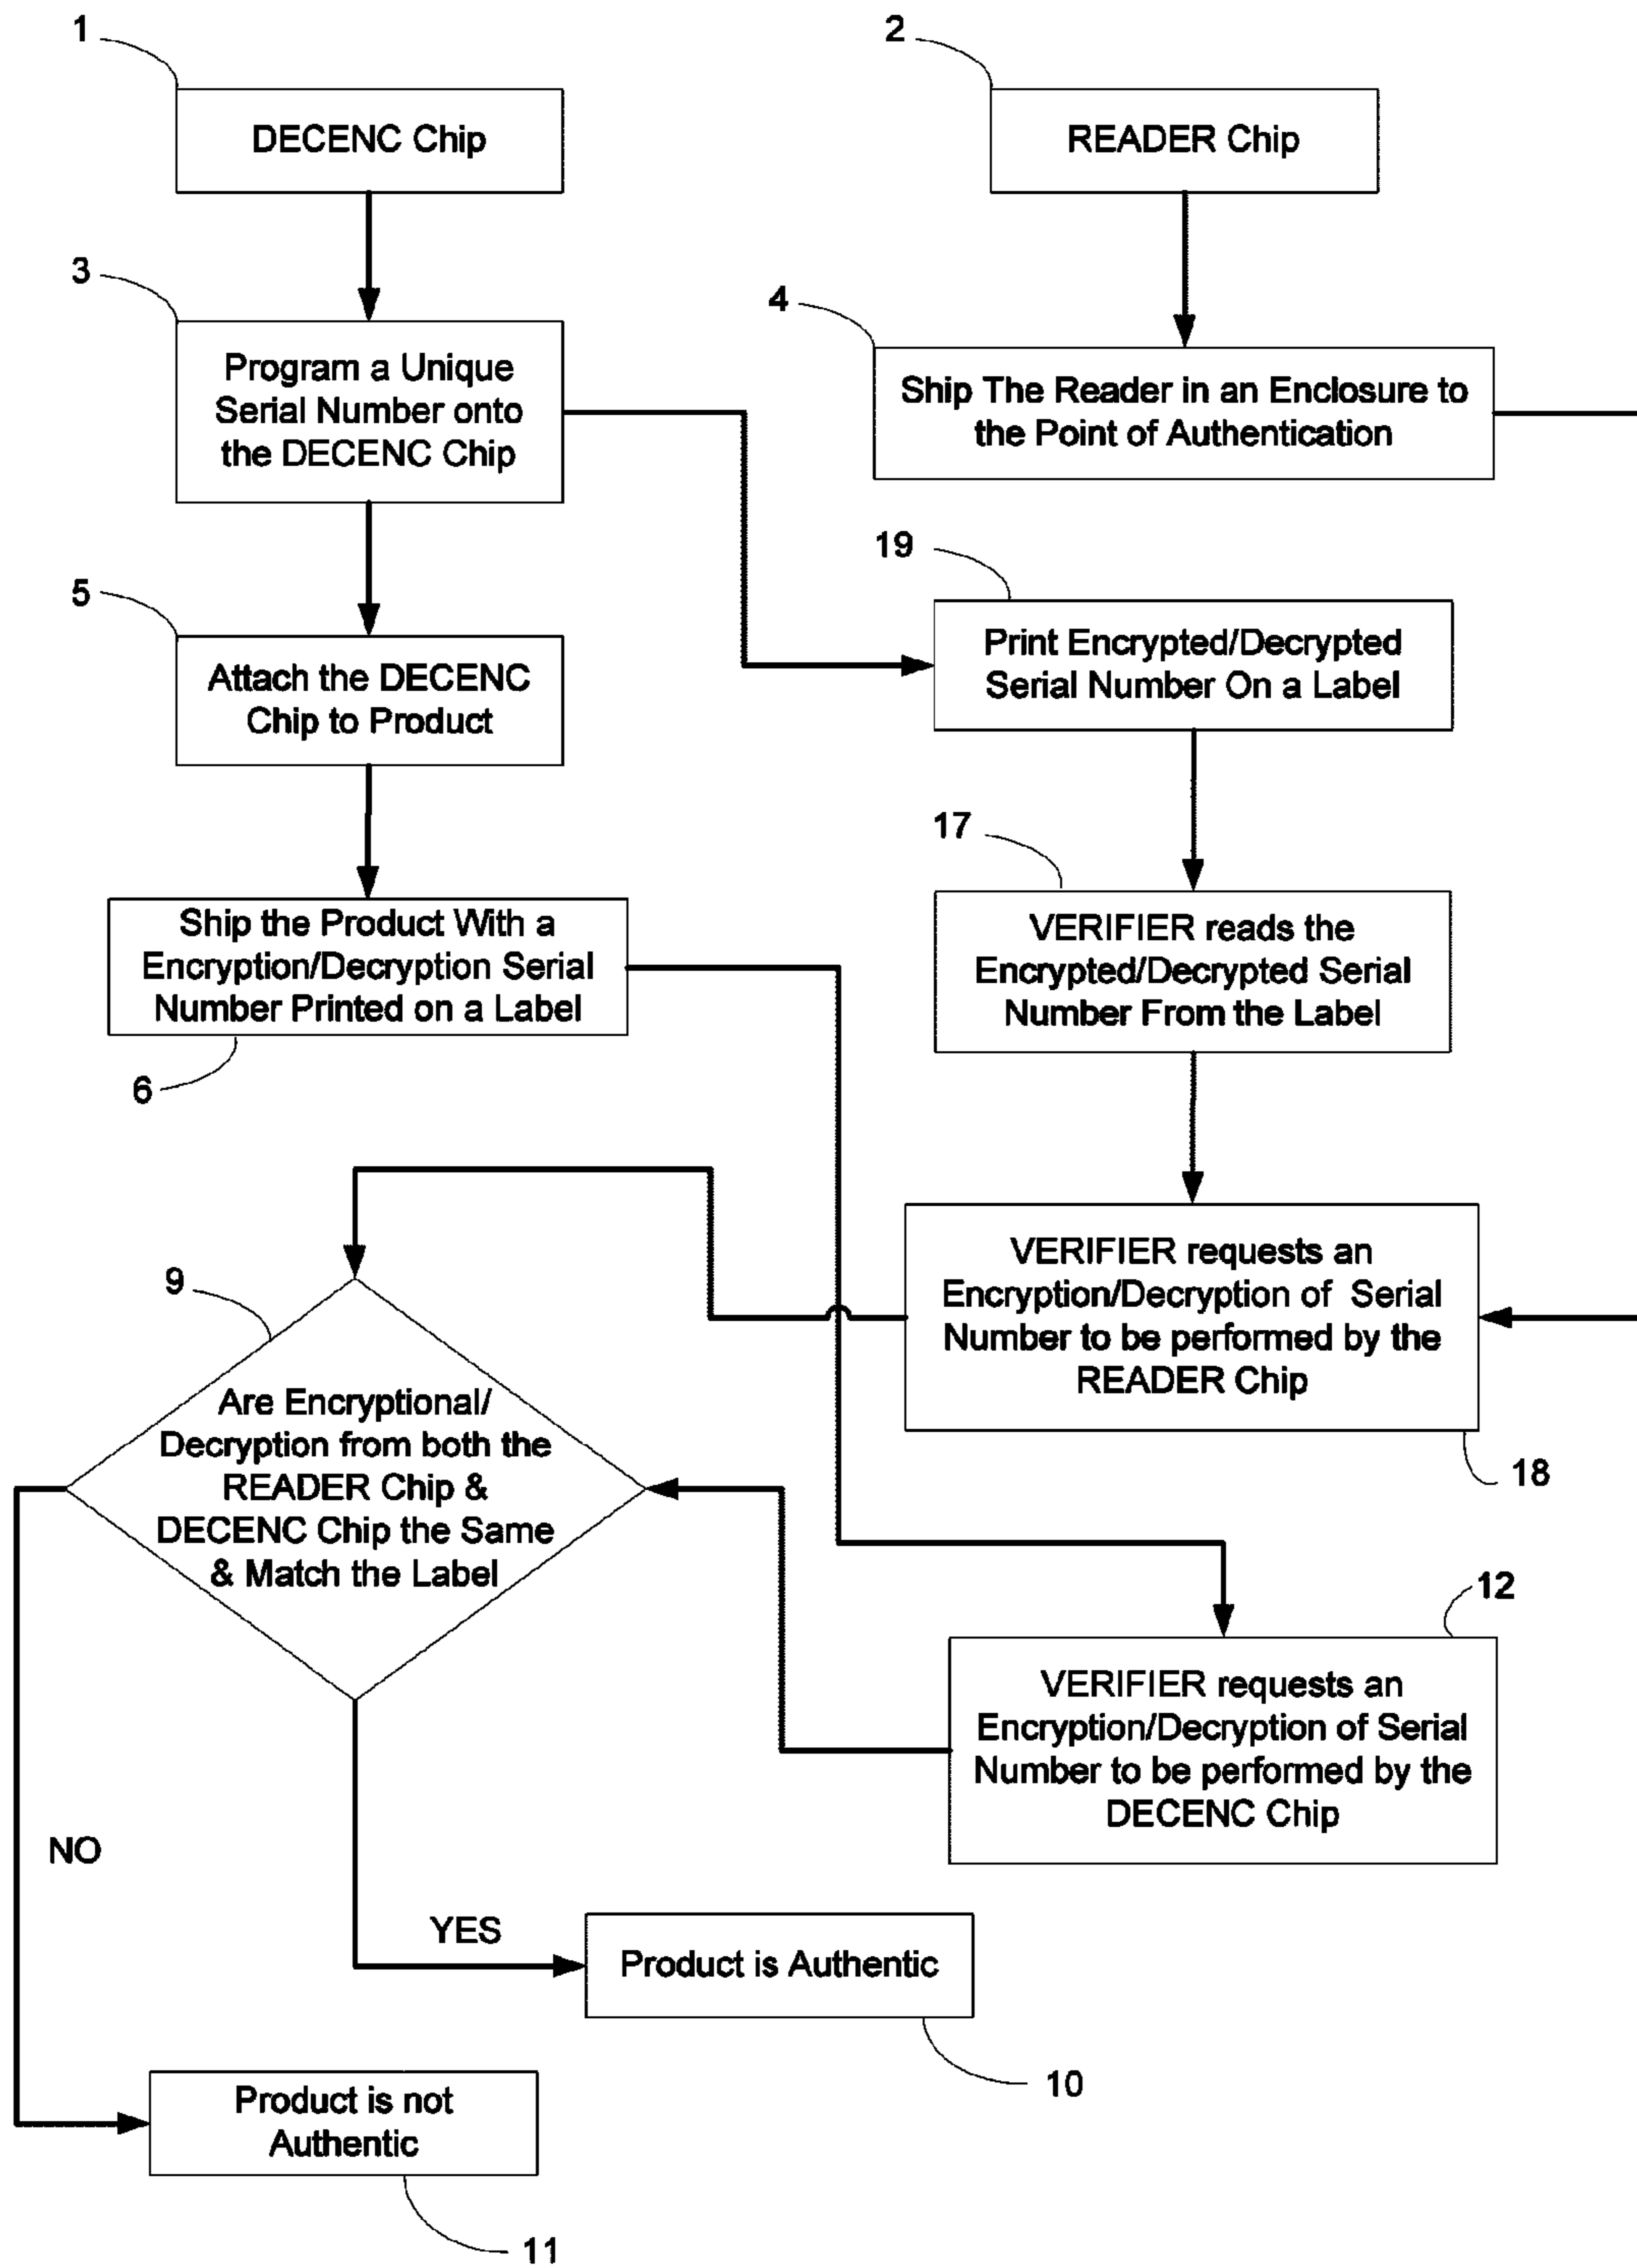 1
DECENC Chip
2
READER Chip
3
Program a Unique
Serial Number onto
the DECENC Chip
4
Ship The Reader in an Enclosure to
the Point of Authentication
19
Print Encrypted/Decrypted
Serial Number On a Label
5
Attach the DECENC
Chip to Product
17
VERIFIER reads the
Encrypted/Decrypted Serial
Number From the Label
Ship the Product With a
Encryption/Decryption Serial
Number Printed on a Label
6
VERIFIER requests an
Encryption/Decryption of Serial
Number to be performed by the
READER Chip
18
9
Are Encryptional/
Decryption from both the
READER Chip &
DECENC Chip the Same
& Match the Label
12
VERIFIER requests an
Encryption/Decryption of Serial
Number to be performed by the
DECENC Chip
NO
YES
Product is Authentic
10
Product is not
Authentic
11